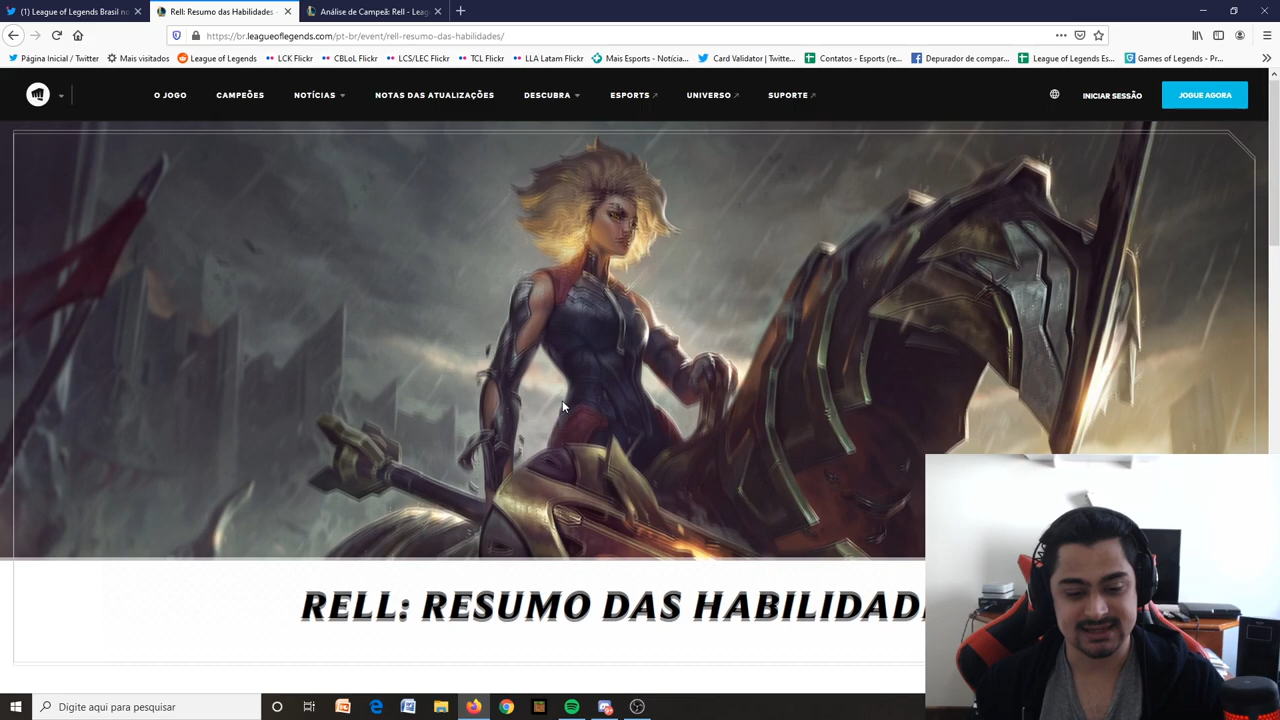 (1) League of Legends Brasil no
Rell: Resumo das Habilidades -
Análise de Campeã: Rell - Leag
https://br.leagueoflegends.com/pt-br/event/rell-resumo-das-habilidades/
Página Inicial / Twitter
Mais visitados
League of Legends
LCK Flickr
CBLoL Flickr
LCS/LEC Flickr
TCL Flickr
LLA Latam Flickr
Mais Esports - Notícia...
Card Validator | Twitte...
Contatos - Esports (re...
Depurador de compar...
League of Legends Es...
Games of Legends - Pr...
O JOGO
CAMPEÕES
NOTÍCIAS
NOTAS DAS ATUALIZAÇÕES
DESCUBRA
ESPORTS
UNIVERSO
SUPORTE
INICIAR SESSÃO
JOGUE AGORA
RELL: RESUMO DAS HABILIDAD
Digite aqui para pesquisar